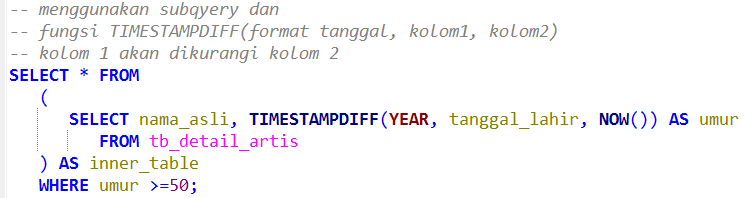 -- menggunakan subqyery dan
-- fungsi TIMESTAMPDIFF(format tanggal, kolom1, kolom2)
-- kolom 1 akan dikurangi kolom 2
SELECT * FROM
(
SELECT nama_asli, TIMESTAMPDIFF(YEAR, tanggal_lahir, NOW()) AS umur
FROM tb_detail_artis
) AS inner_table
WHERE umur >=50;